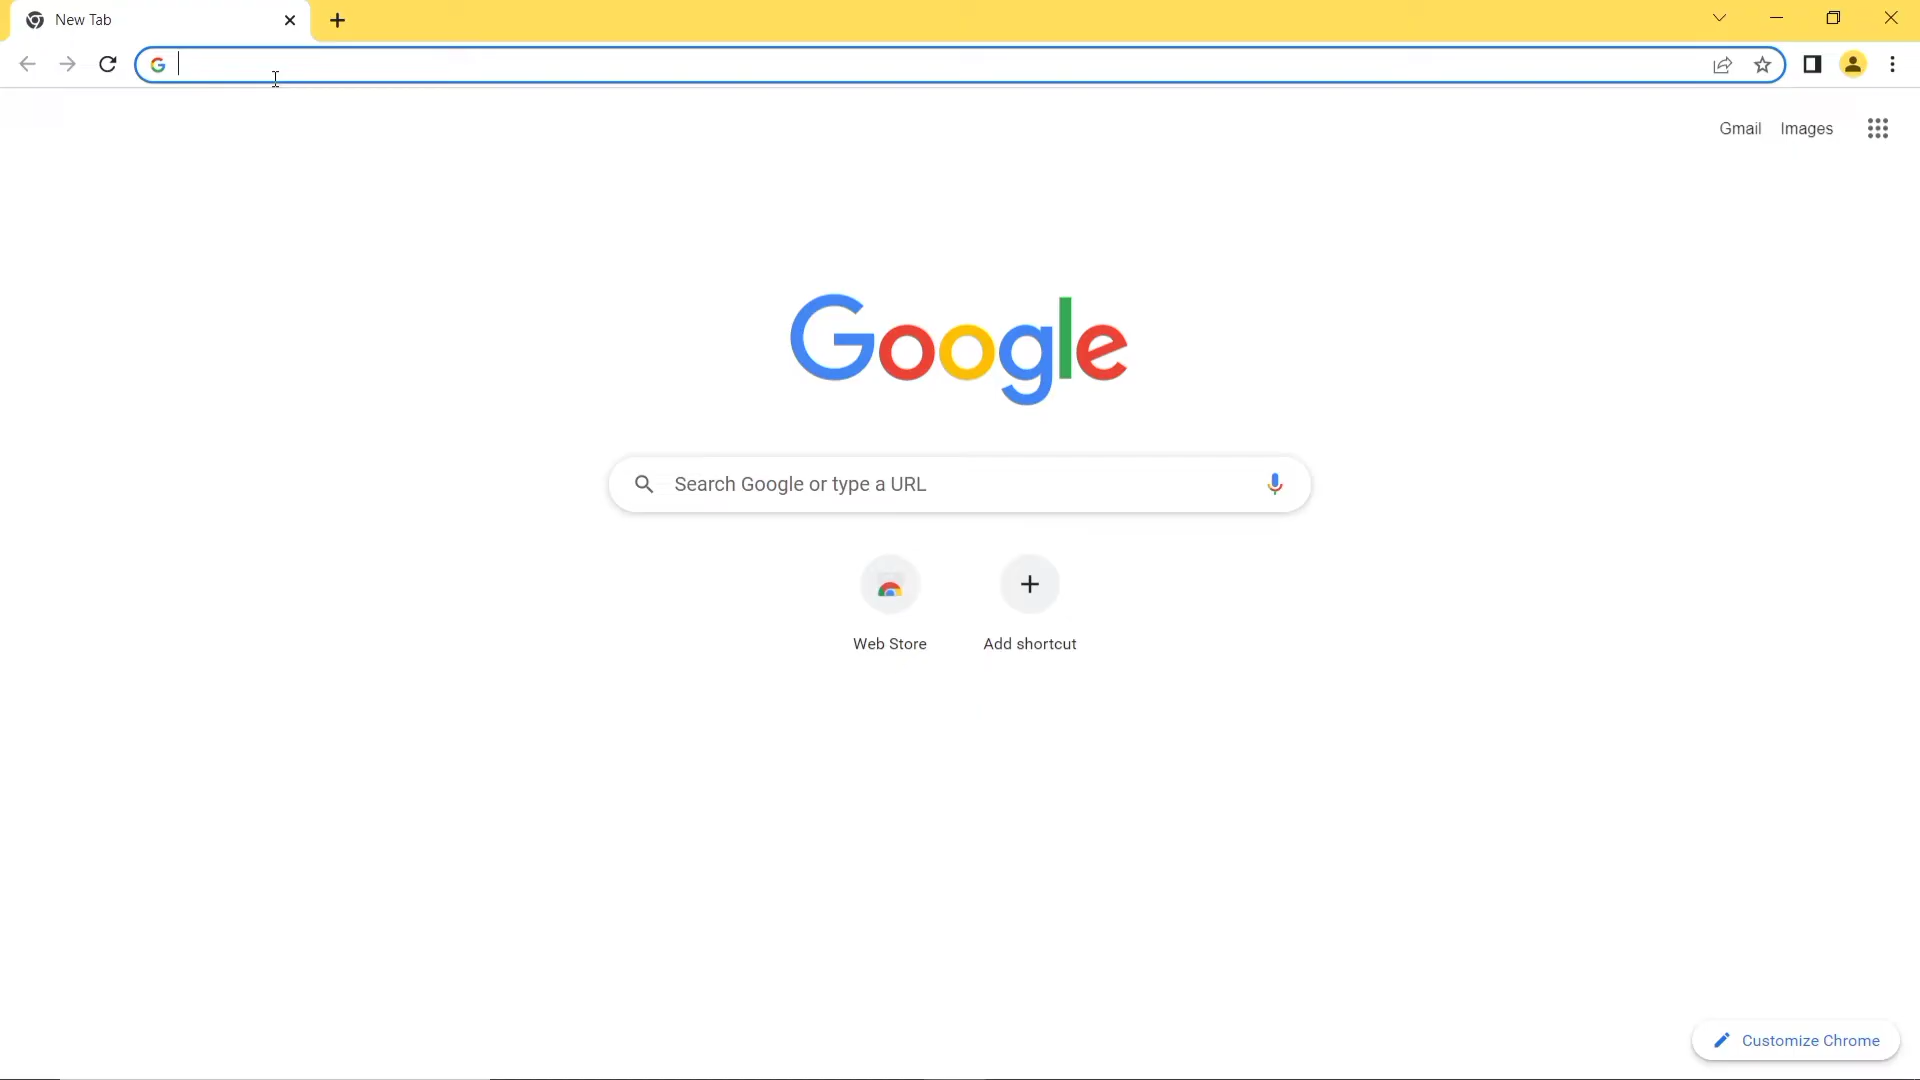 New Tab
Gmail Images
Google
Search Google or type a URL
Web Store Add shortcut
Customize Chrome